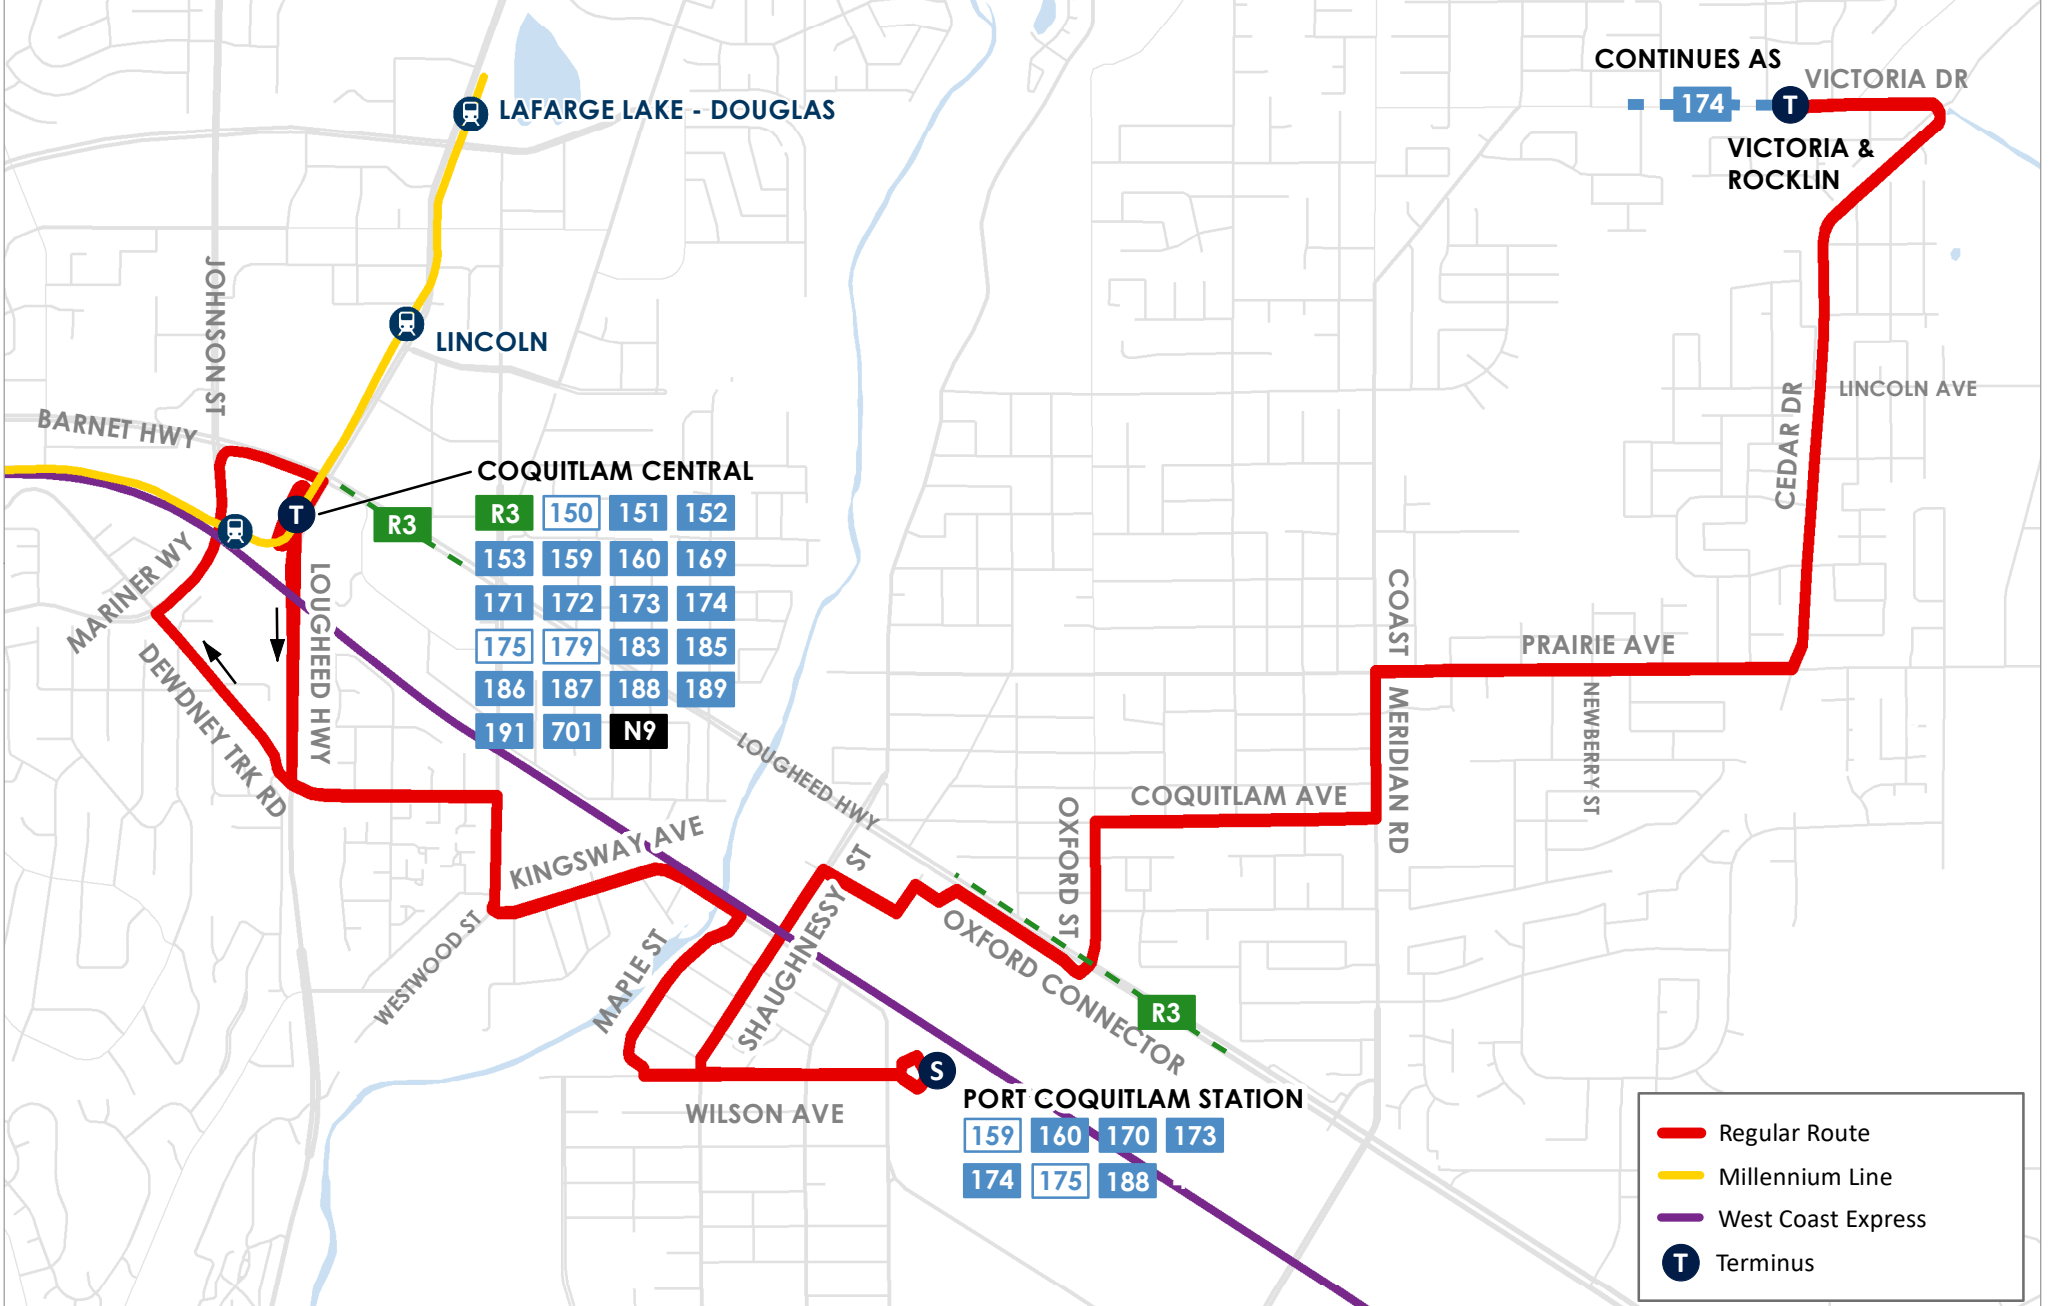 CONTINUES AS
VICTORIA DR
174
T
VICTORIA &
ROCKLIN
LAFARGE LAKE - DOUGLAS
JOHNSON ST
LINCOLN
LINCOLN AVE
CEDAR DR
BARNET HWY
COQUITLAM CENTRAL
T
R3
R3 150 151 152
153 159 160 169
171 172 173 174
175 179 183 185
186 187 188 189
191 701 N9
MARINER WY
LOUGHEED HWY
DEWDNEY TRK RD
COAST MERIDIAN RD
PRAIRIE AVE
NEWBERRY ST
LOUGHEED HWY
COQUITLAM AVE
OXFORD ST
KINGSWAY AVE
WESTWOOD ST
MAPLE ST
SHAUGHNESSY ST
OXFORD CONNECTOR
R3
S
WILSON AVE
PORT COQUITLAM STATION
159 160 170 173
174 175 188
Regular Route
Millennium Line
West Coast Express
T Terminus